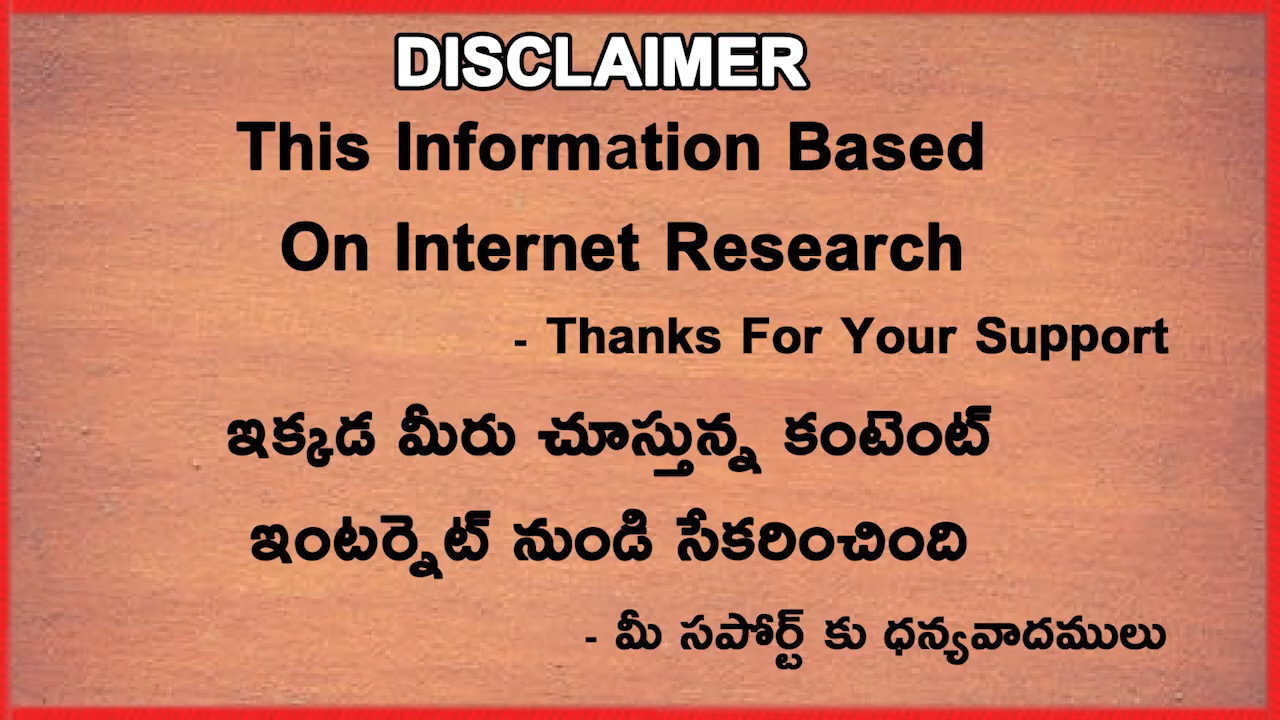 DISCLAIMER
This Information Based
On Internet Research
- Thanks For Your Support
ఇక్కడ మీరు చూస్తున్న కంటెంట్
ఇంటర్నెట్ నుండి సేకరించింది
- మీ సపోర్ట్ కు ధన్యవాదములు